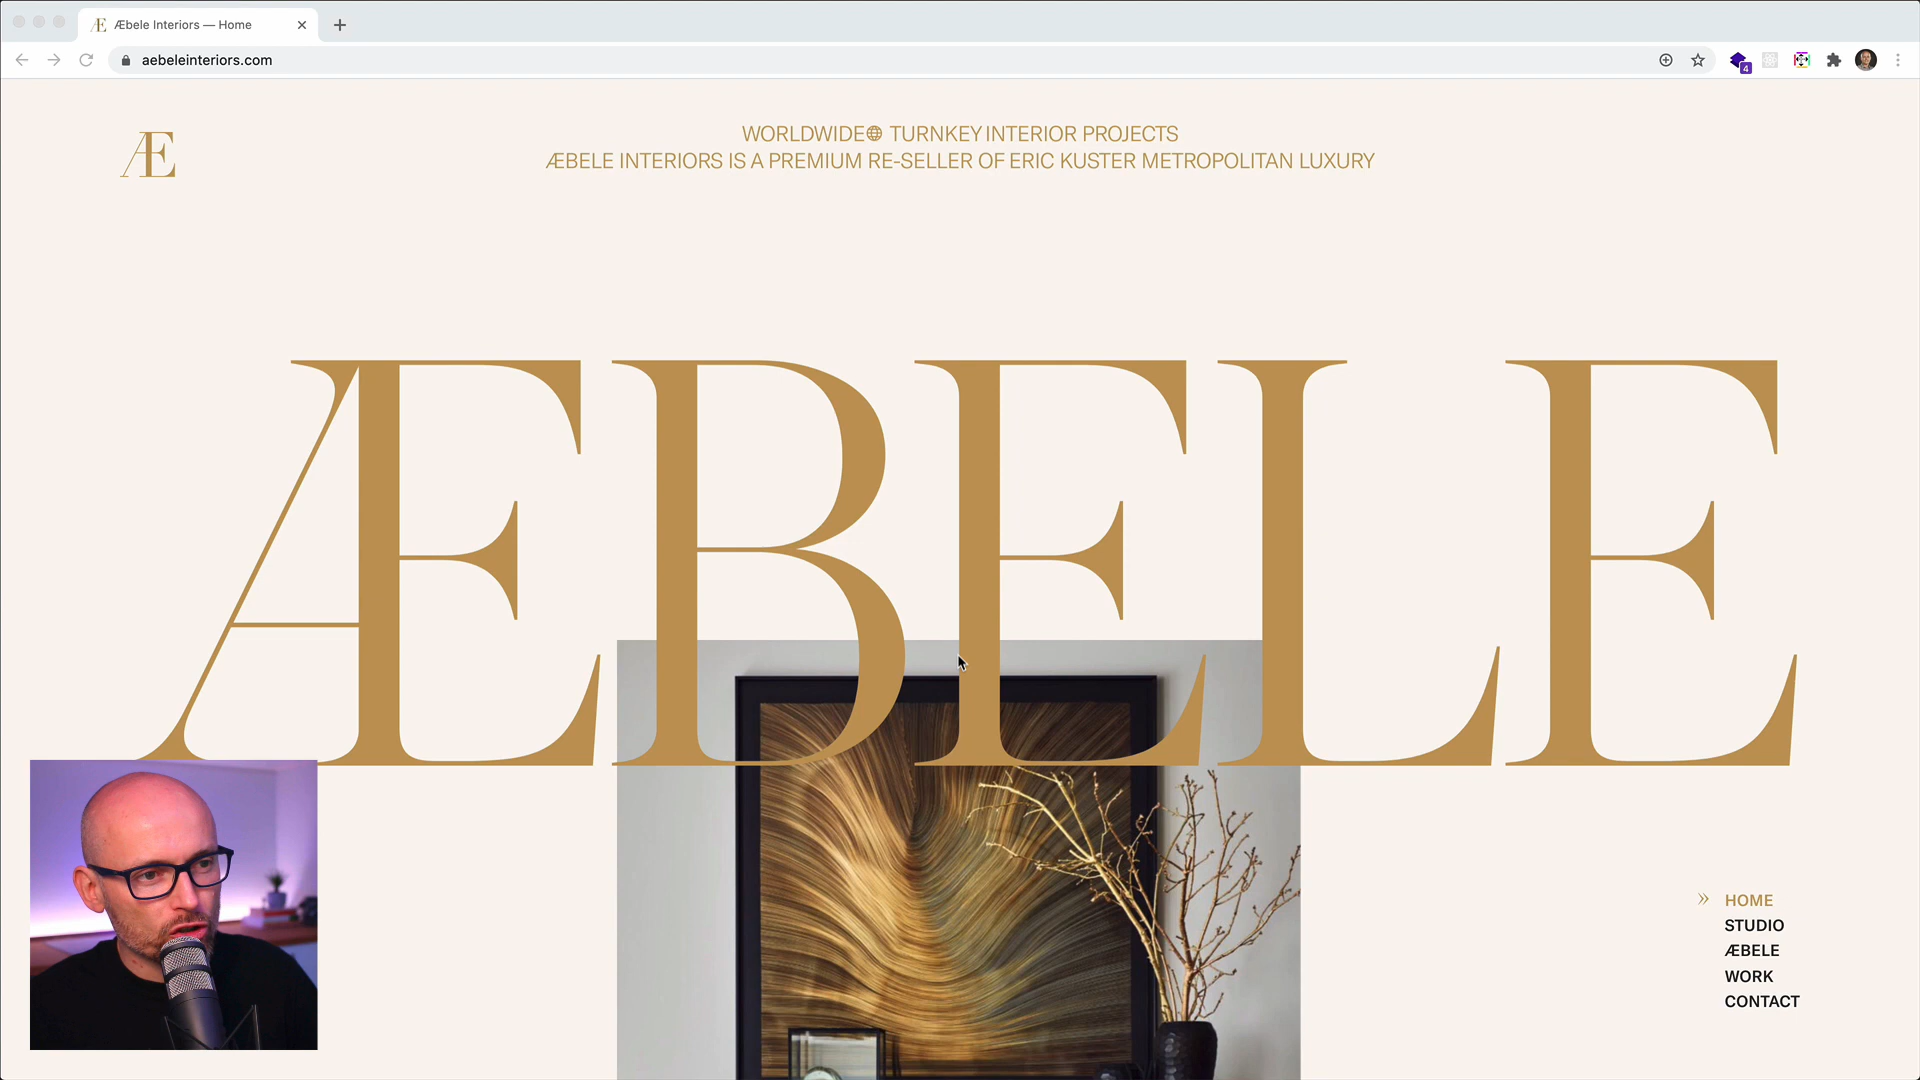 Æbele Interiors — Home
aebeleinteriors.com
4
Æ
WORLDWIDE TURNKEY INTERIOR PROJECTS
ÆBELE INTERIORS IS A PREMIUM RE-SELLER OF ERIC KUSTER METROPOLITAN LUXURY
ÆBELE
HOME
STUDIO
ÆBELE
WORK
CONTACT